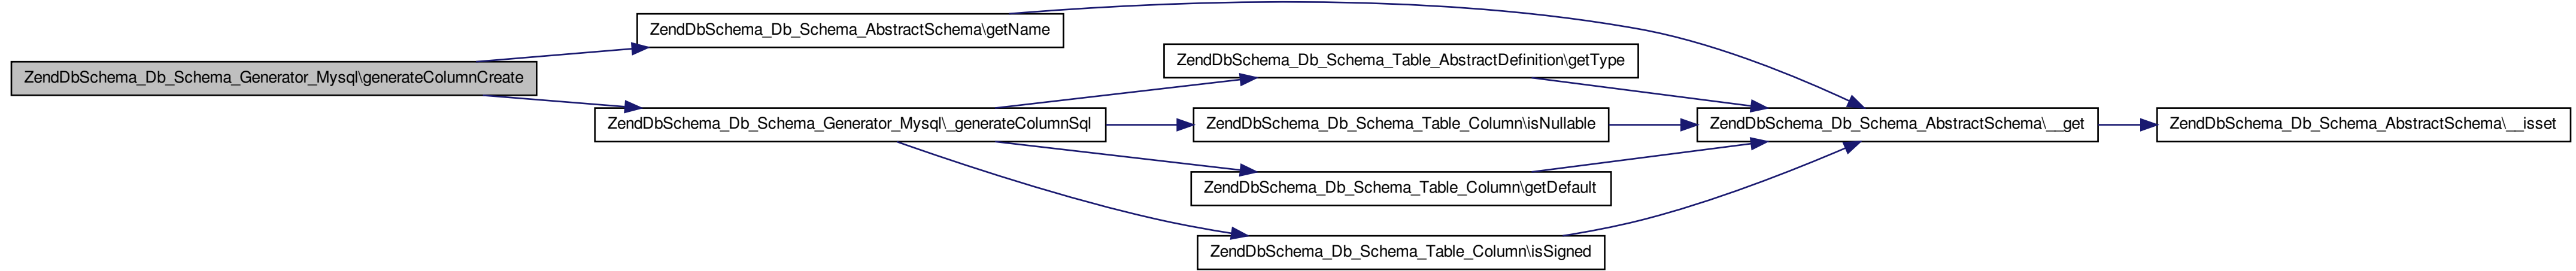 ZendDbSchema_Db_Schema_Generator_Mysql\generateColumnCreate
ZendDbSchema_Db_Schema_AbstractSchema\getName
ZendDbSchema_Db_Schema_Generator_Mysql\_generateColumnSql
ZendDbSchema_Db_Schema_Table_AbstractDefinition\getType
ZendDbSchema_Db_Schema_Table_Column\isNullable
ZendDbSchema_Db_Schema_Table_Column\getDefault
ZendDbSchema_Db_Schema_Table_Column\isSigned
ZendDbSchema_Db_Schema_AbstractSchema\__get
ZendDbSchema_Db_Schema_AbstractSchema\__isset